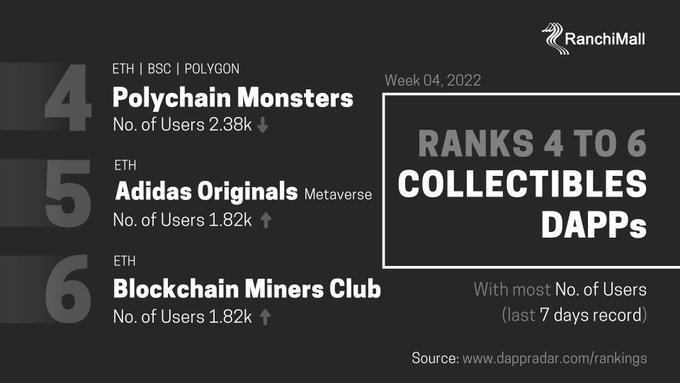 RanchiMall
4
ETH | BSC | POLYGON
Polychain Monsters
No. of Users 2.38k ↓
5
ETH
Adidas Originals Metaverse
No. of Users 1.82k ↑
6
ETH
Blockchain Miners Club
No. of Users 1.82k ↑
Week 04, 2022
RANKS 4 TO 6
COLLECTIBLES
DAPPs
With most No. of Users
(last 7 days record)
Source: www.dappradar.com/rankings